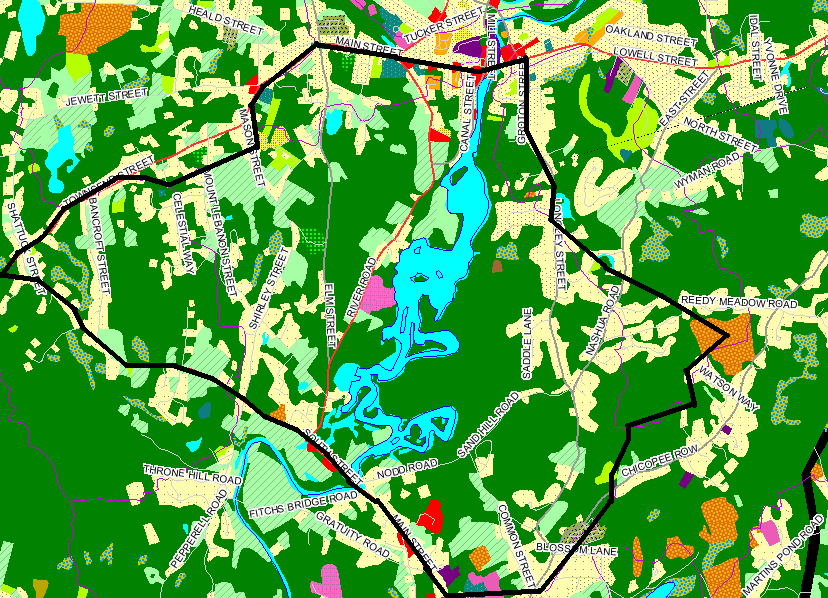 HEALD STREET
TUCKER STREET
MILL STREET
MAIN STREET
OAKLAND STREET
LOWELL STREET
YVONNE DRIVE
JEWETT STREET
EAST STREET
CANAL STREET
GROTON STREET
MASON STREET
NORTH STREET
WYMAN ROAD
TOWNSEND STREET
SHATTUCK STREET
BANCROFT STREET
CELESTIAL WAY
MOUNT LEBANON STREET
LONGLEY STREET
SHIRLEY STREET
ELM STREET
RIVER ROAD
NASHUA ROAD
REEDY MEADOW ROAD
SADDLE LANE
WATSON WAY
SAND HILL ROAD
SOUTH STREET
NODD ROAD
CHICOPEE ROW
THRONE HILL ROAD
FITCHS BRIDGE ROAD
PEPPERELL ROAD
GRATUITY ROAD
MAIN STREET
COMMON STREET
BLOSSOM LANE
MARTINS POND ROAD